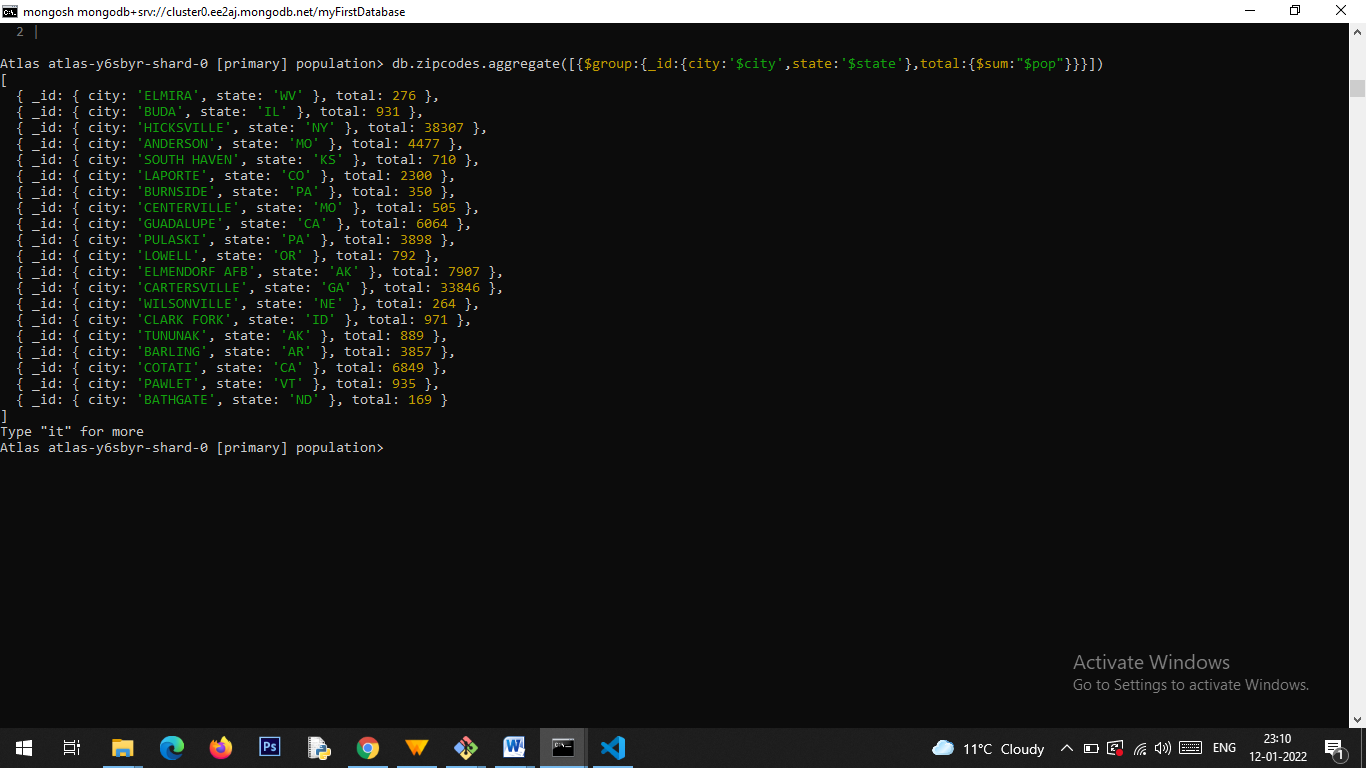 mongosh mongodb+srv://cluster0.ee2aj.mongodb.net/myFirstDatabase
2 |
Atlas atlas-y6sbyr-shard-0 [primary] population> db.zipcodes.aggregate([{$group:{_id:{city:'$city',state:'$state'},total:{$sum:"$pop"}}}])
[
  { _id: { city: 'ELMIRA', state: 'WV' }, total: 276 },
  { _id: { city: 'BUDA', state: 'IL' }, total: 931 },
  { _id: { city: 'HICKSVILLE', state: 'NY' }, total: 38307 },
  { _id: { city: 'ANDERSON', state: 'MO' }, total: 4477 },
  { _id: { city: 'SOUTH HAVEN', state: 'KS' }, total: 710 },
  { _id: { city: 'LAPORTE', state: 'CO' }, total: 2300 },
  { _id: { city: 'BURNSIDE', state: 'PA' }, total: 350 },
  { _id: { city: 'CENTERVILLE', state: 'MO' }, total: 505 },
  { _id: { city: 'GUADALUPE', state: 'CA' }, total: 6064 },
  { _id: { city: 'PULASKI', state: 'PA' }, total: 3898 },
  { _id: { city: 'LOWELL', state: 'OR' }, total: 792 },
  { _id: { city: 'ELMENDORF AFB', state: 'AK' }, total: 7907 },
  { _id: { city: 'CARTERSVILLE', state: 'GA' }, total: 33846 },
  { _id: { city: 'WILSONVILLE', state: 'NE' }, total: 264 },
  { _id: { city: 'CLARK FORK', state: 'ID' }, total: 971 },
  { _id: { city: 'TUNUNAK', state: 'AK' }, total: 889 },
  { _id: { city: 'BARLING', state: 'AR' }, total: 3857 },
  { _id: { city: 'COTATI', state: 'CA' }, total: 6849 },
  { _id: { city: 'PAWLET', state: 'VT' }, total: 935 },
  { _id: { city: 'BATHGATE', state: 'ND' }, total: 169 }
]
Type "it" for more
Atlas atlas-y6sbyr-shard-0 [primary] population>
Activate Windows
Go to Settings to activate Windows.
Ps
11°C Cloudy
ENG
23:10
12-01-2022
1